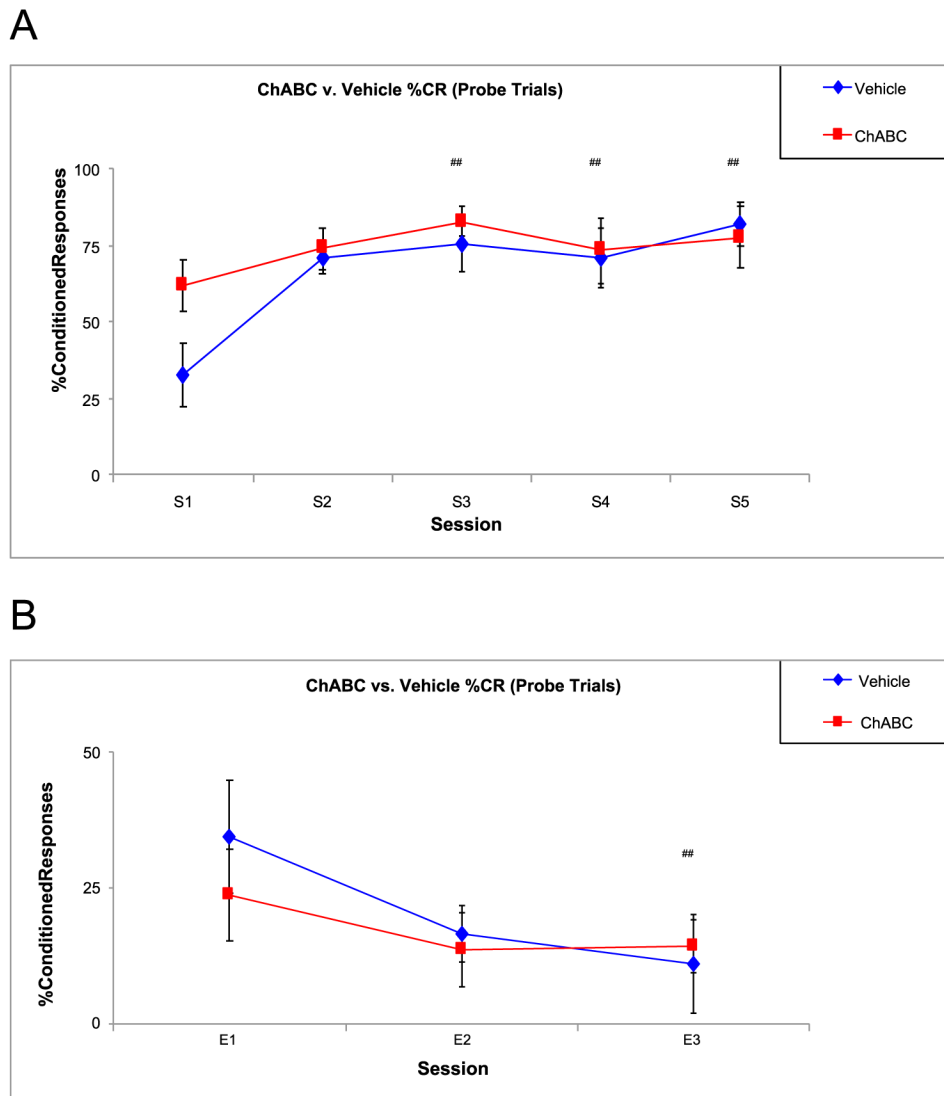 A
ChABC v. Vehicle %CR (Probe Trials)
Vehicle
ChABC
##
##
##
100
75
50
25
0
%ConditionedResponses
S1
S2
S3
S4
S5
Session
B
ChABC vs. Vehicle %CR (Probe Trials)
Vehicle
ChABC
50
25
0
##
%ConditionedResponses
E1
E2
E3
Session